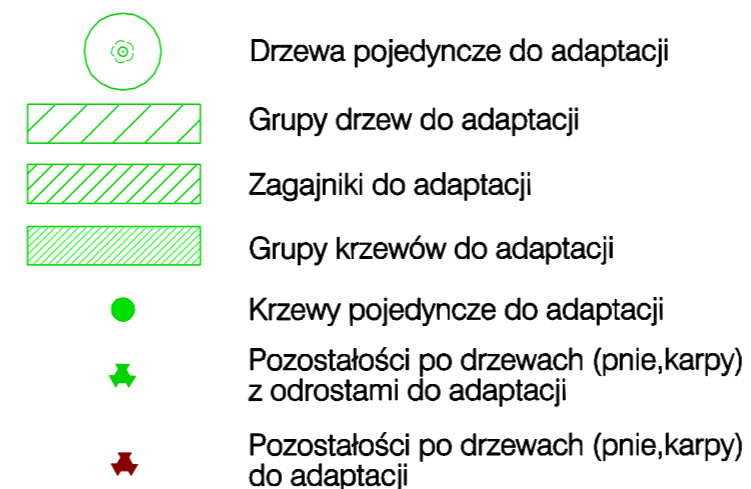 Drzewa pojedyncze do adaptacji
Grupy drzew do adaptacji
Zagajniki do adaptacji
Grupy krzewów do adaptacji
Krzewy pojedyncze do adaptacji
Pozostałości po drzewach (pnie,karpy)
z odrostami do adaptacji
Pozostałości po drzewach (pnie,karpy)
do adaptacji